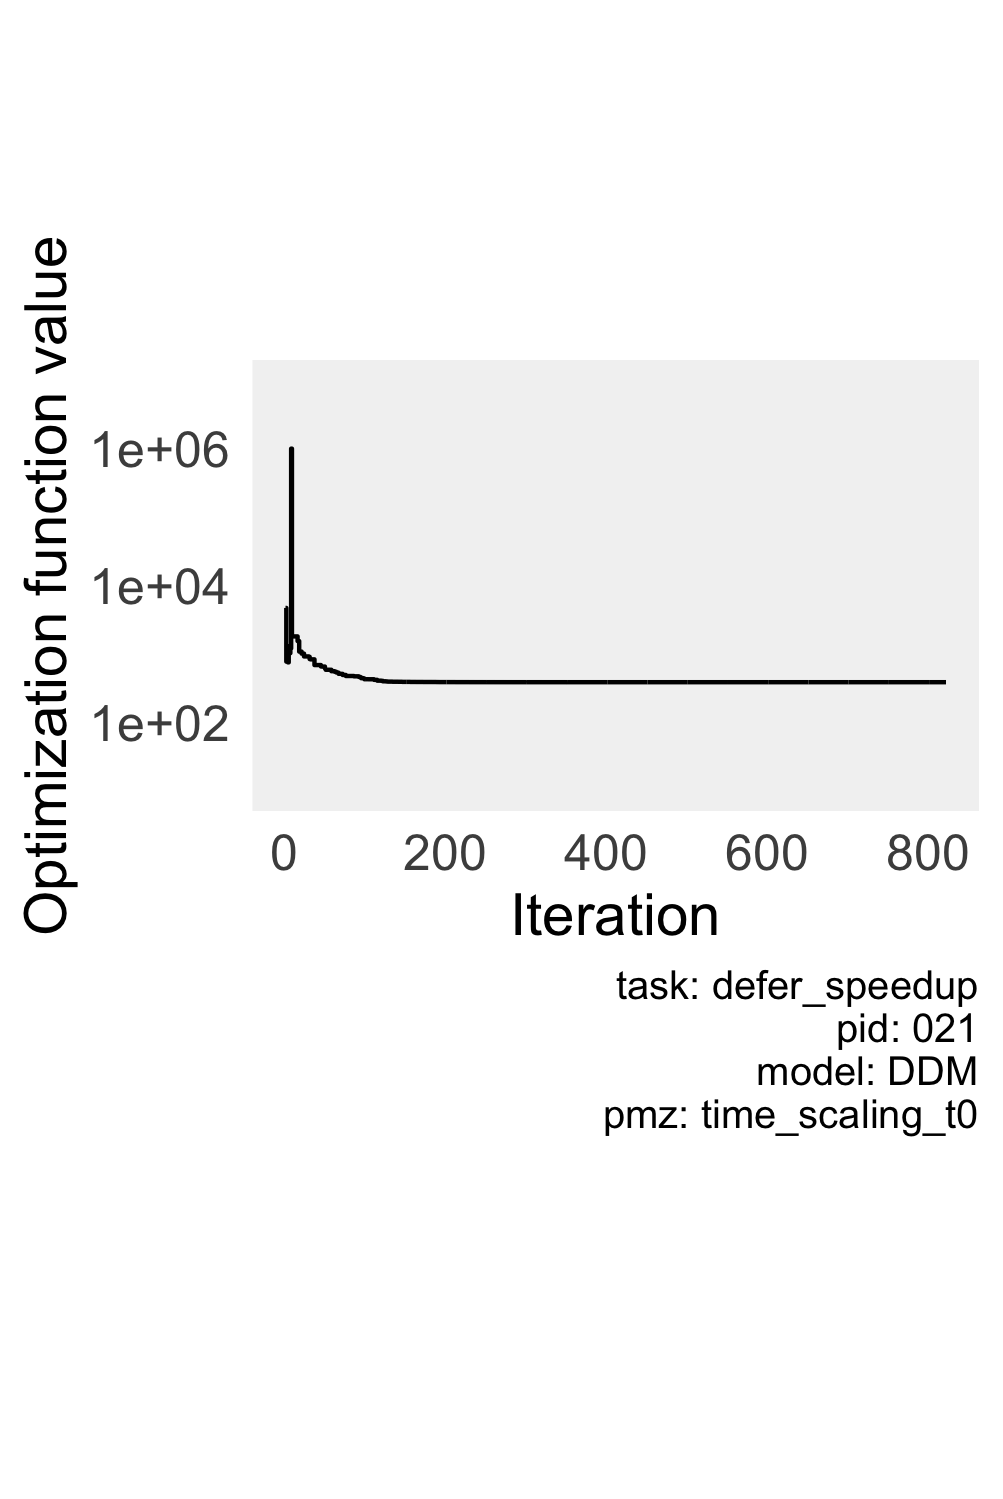 Optimization function value
1e+06
1e+04
1e+02
0 200 400 600 800
Iteration
task: defer_speedup
pid: 021
model: DDM
pmz: time_scaling_t0